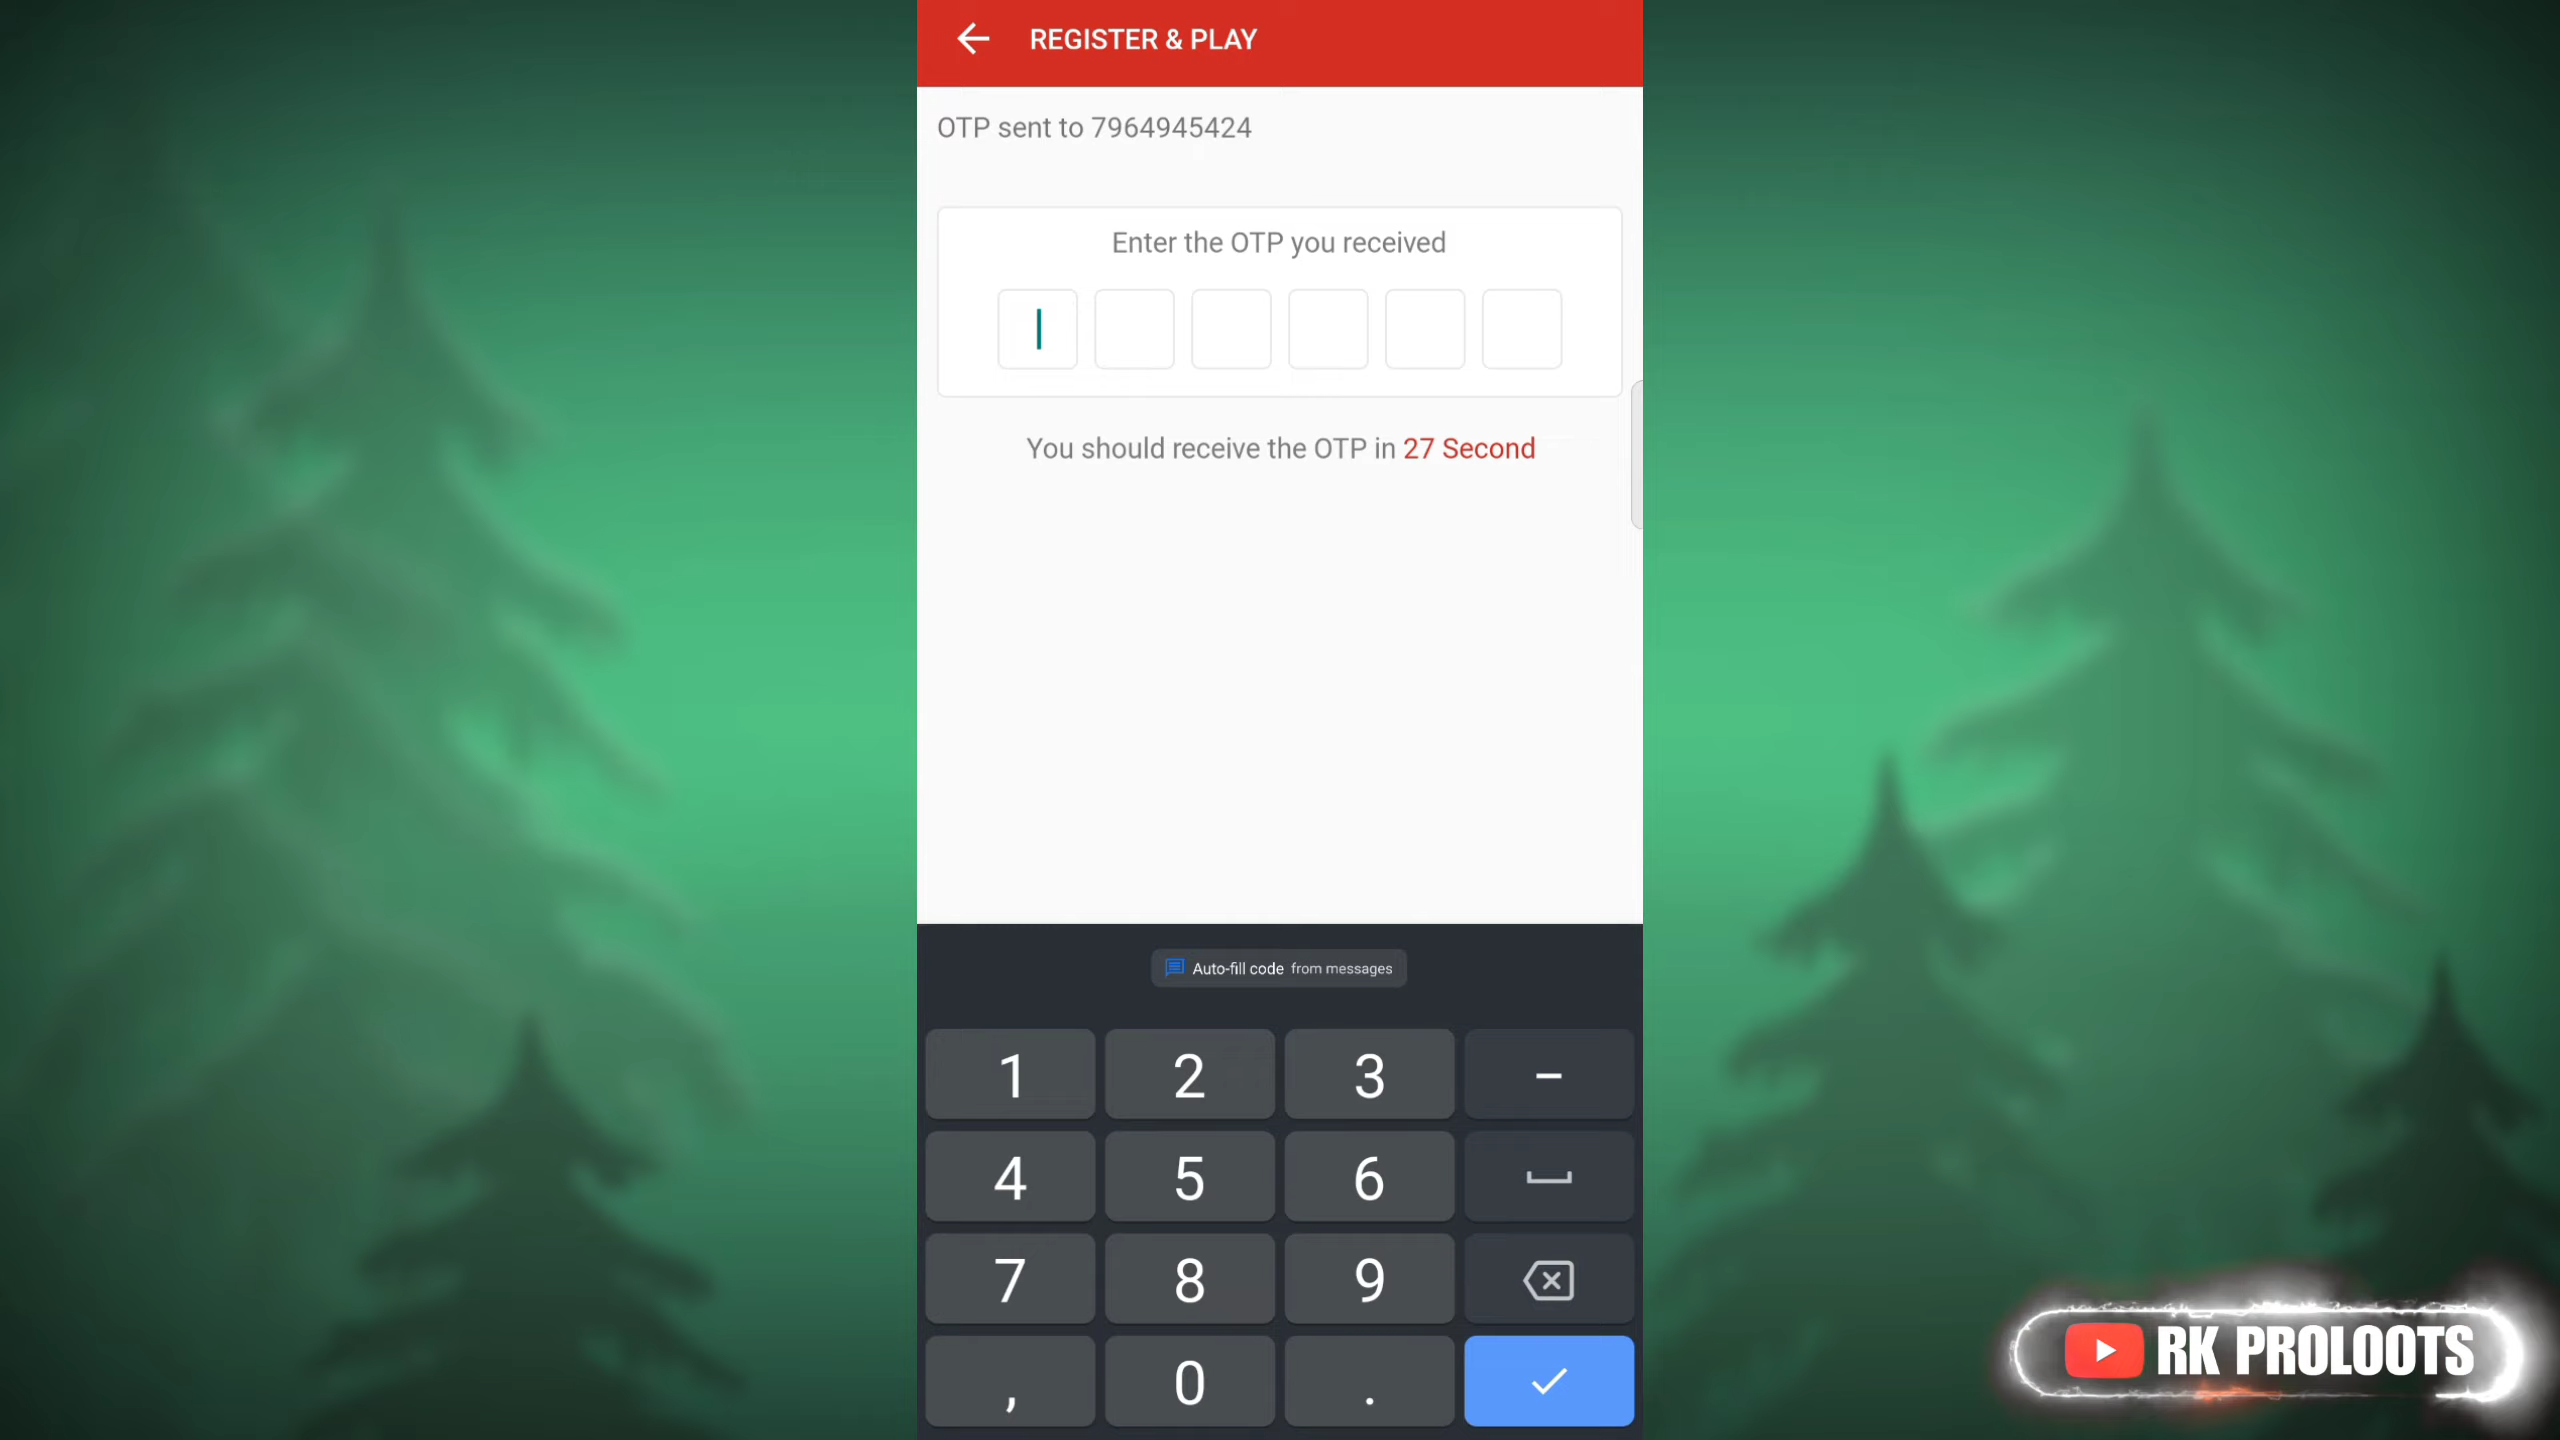 REGISTER & PLAY
OTP sent to 7964945424
Enter the OTP you received
You should receive the OTP in 27 Second
Auto-fill code from messages
1 2 3 –
4 5 6
7 8 9
, 0 .
RK PROLOOTS